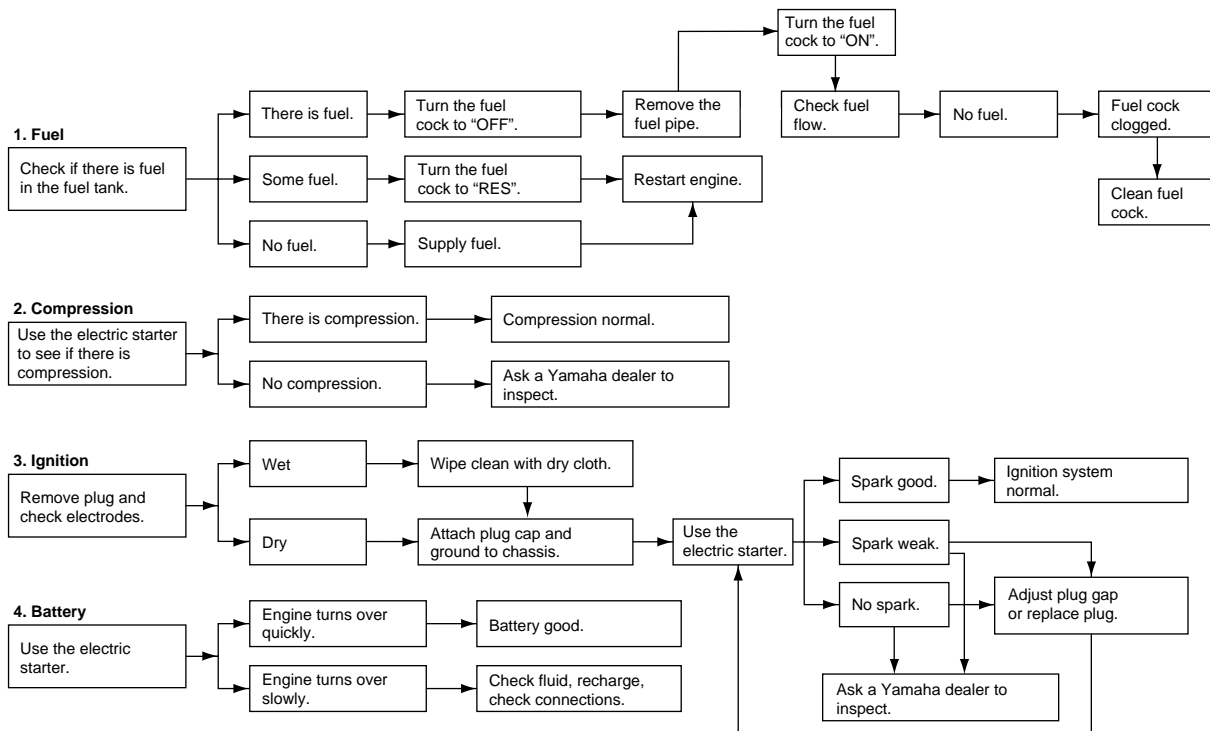 1. Fuel
Check if there is fuel
in the fuel tank.
There is fuel.
Turn the fuel
cock to “OFF”.
Remove the
fuel pipe.
Turn the fuel
cock to “ON”.
Check fuel
flow.
No fuel.
Fuel cock
clogged.
Clean fuel
cock.
Some fuel.
Turn the fuel
cock to “RES”.
Restart engine.
No fuel.
Supply fuel.
2. Compression
Use the electric starter
to see if there is
compression.
There is compression.
Compression normal.
No compression.
Ask a Yamaha dealer to
inspect.
3. Ignition
Remove plug and
check electrodes.
Wet
Wipe clean with dry cloth.
Dry
Attach plug cap and
ground to chassis.
Use the
electric starter.
Spark good.
Ignition system
normal.
Spark weak.
No spark.
Adjust plug gap
or replace plug.
Ask a Yamaha dealer to
inspect.
4. Battery
Use the electric
starter.
Engine turns over
quickly.
Battery good.
Engine turns over
slowly.
Check fluid, recharge,
check connections.